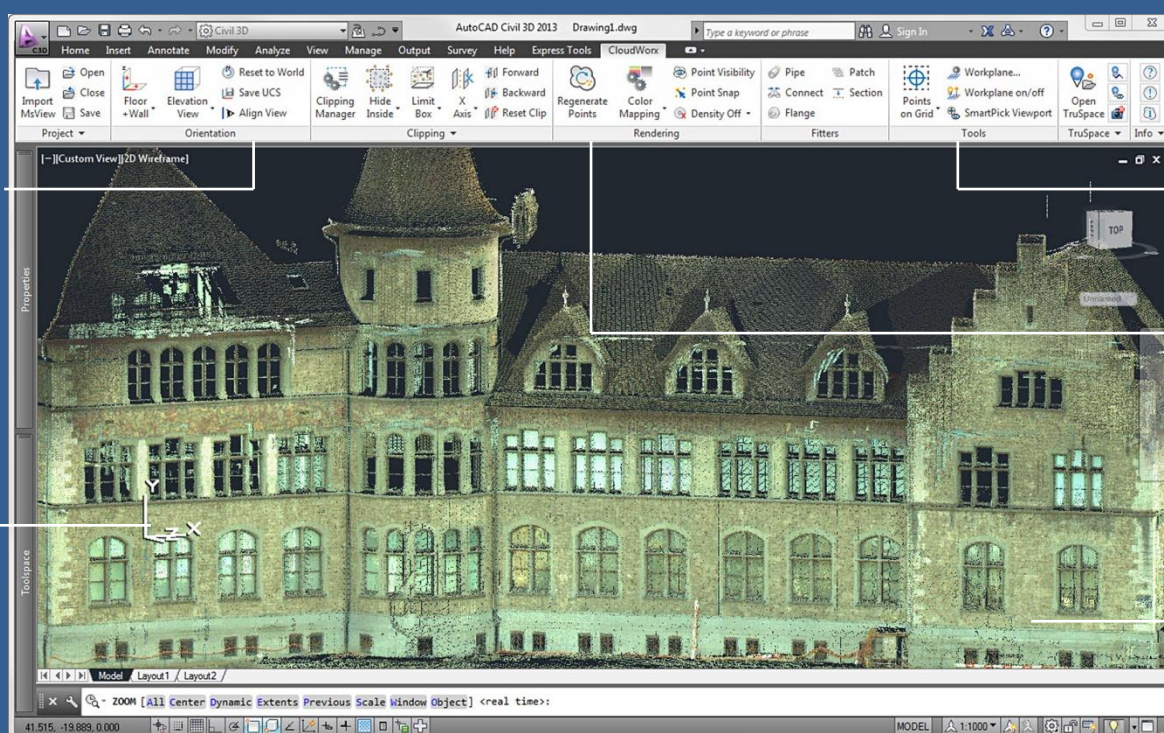 Civil 3D
AutoCAD Civil 3D 2013 Drawing1.dwg
Type a keyword or phrase
Sign In
C3D
Home Insert Annotate Modify Analyze View Manage Output Survey Help Express Tools CloudWorx
Import MsView
Open
Close
Save
Project
Floor +Wall
Elevation View
Reset to World
Save UCS
Align View
Orientation
Clipping Manager
Hide Inside
Limit Box
X Axis
Forward
Backward
Reset Clip
Clipping
Regenerate Points
Color Mapping
Point Visibility
Point Snap
Density Off
Rendering
Pipe
Patch
Connect
Section
Flange
Fitters
Points on Grid
Workplane...
Workplane on/off
SmartPick Viewport
Tools
Open TruSpace
TruSpace
Info
[−][Custom View][2D Wireframe]
TOP
Unnamed
Properties
Y
Z X
Toolspace
Model Layout1 Layout2
ZOOM [All Center Dynamic Extents Previous Scale Window Object] <real time>:
41.515, -19.889, 0.000
MODEL 1:1000